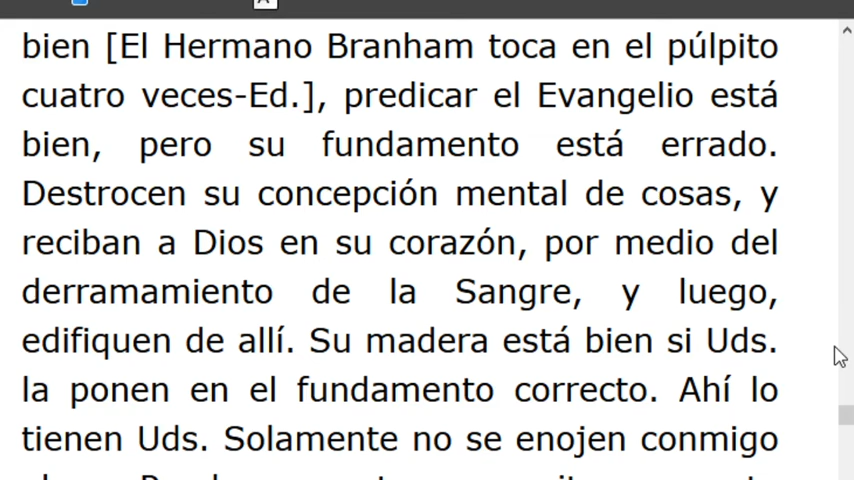 bien [El Hermano Branham toca en el púlpito
cuatro veces-Ed.], predicar el Evangelio está
bien, pero su fundamento está errado.
Destrocen su concepción mental de cosas, y
reciban a Dios en su corazón, por medio del
derramamiento de la Sangre, y luego,
edifiquen de allí. Su madera está bien si Uds.
la ponen en el fundamento correcto. Ahí lo
tienen Uds. Solamente no se enojen conmigo